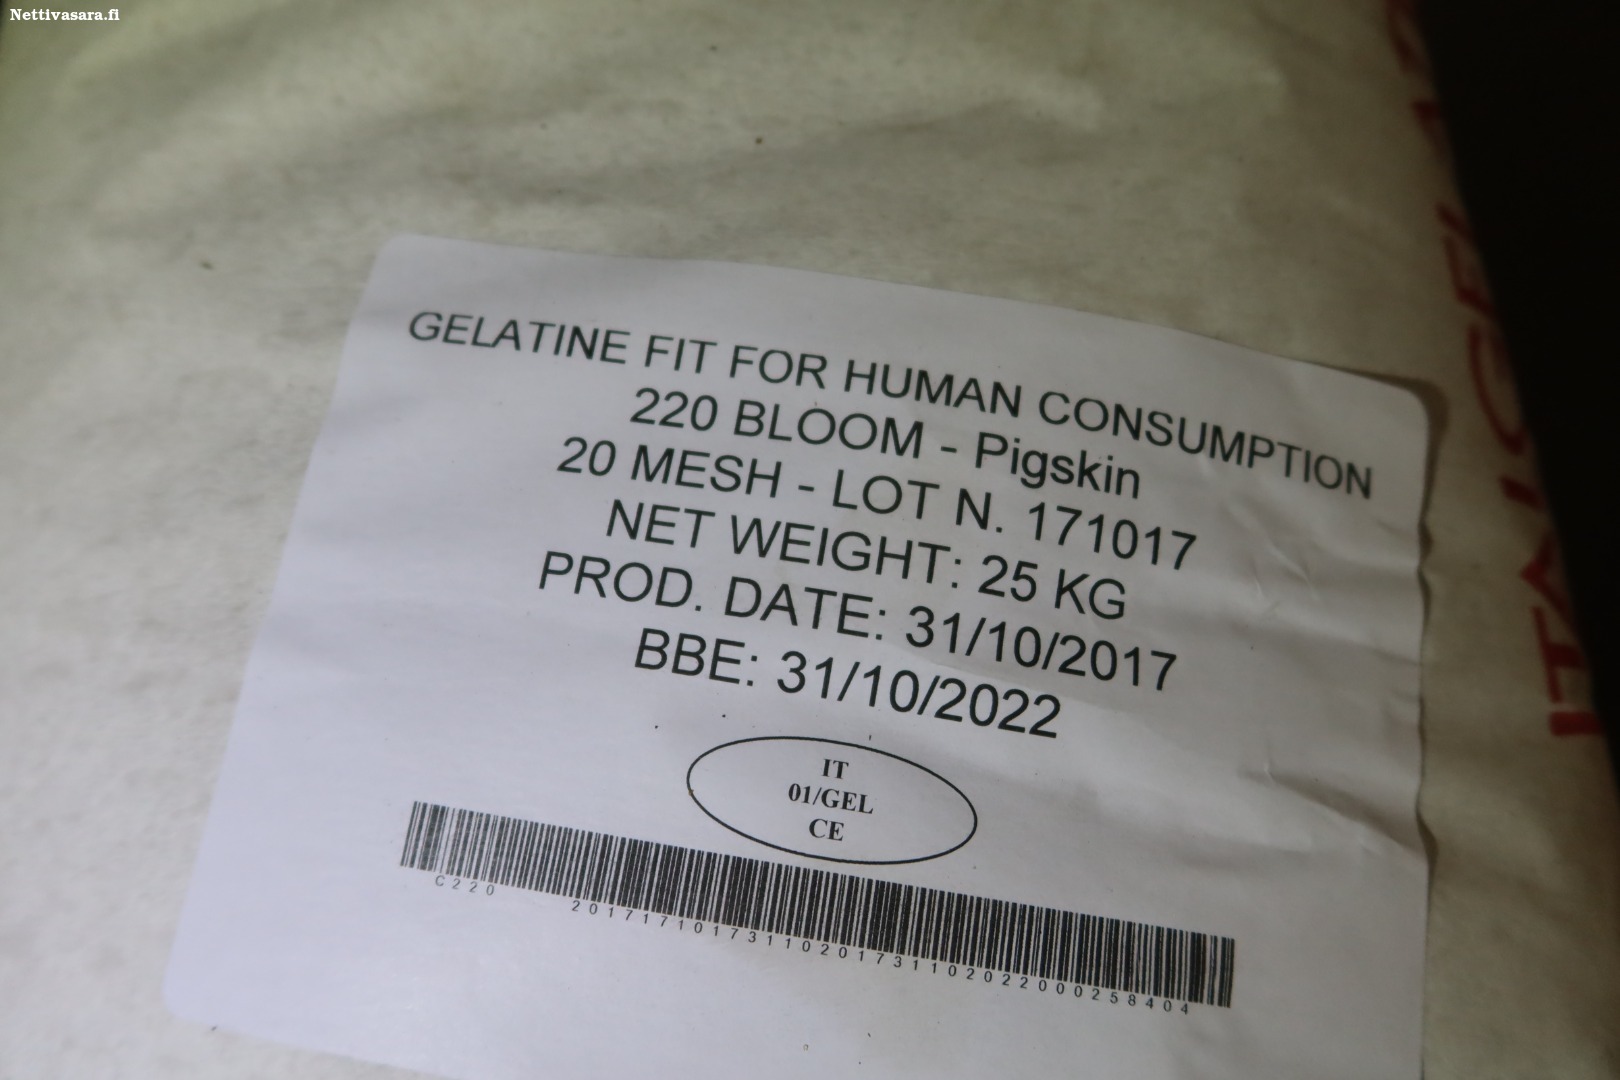 Nettivasara.fi
GELATINE FIT FOR HUMAN CONSUMPTION
220 BLOOM - Pigskin
20 MESH - LOT N. 171017
NET WEIGHT: 25 KG
PROD. DATE: 31/10/2017
BBE: 31/10/2022
IT
01/GEL
CE
C220 20171710173110201731102022000258404